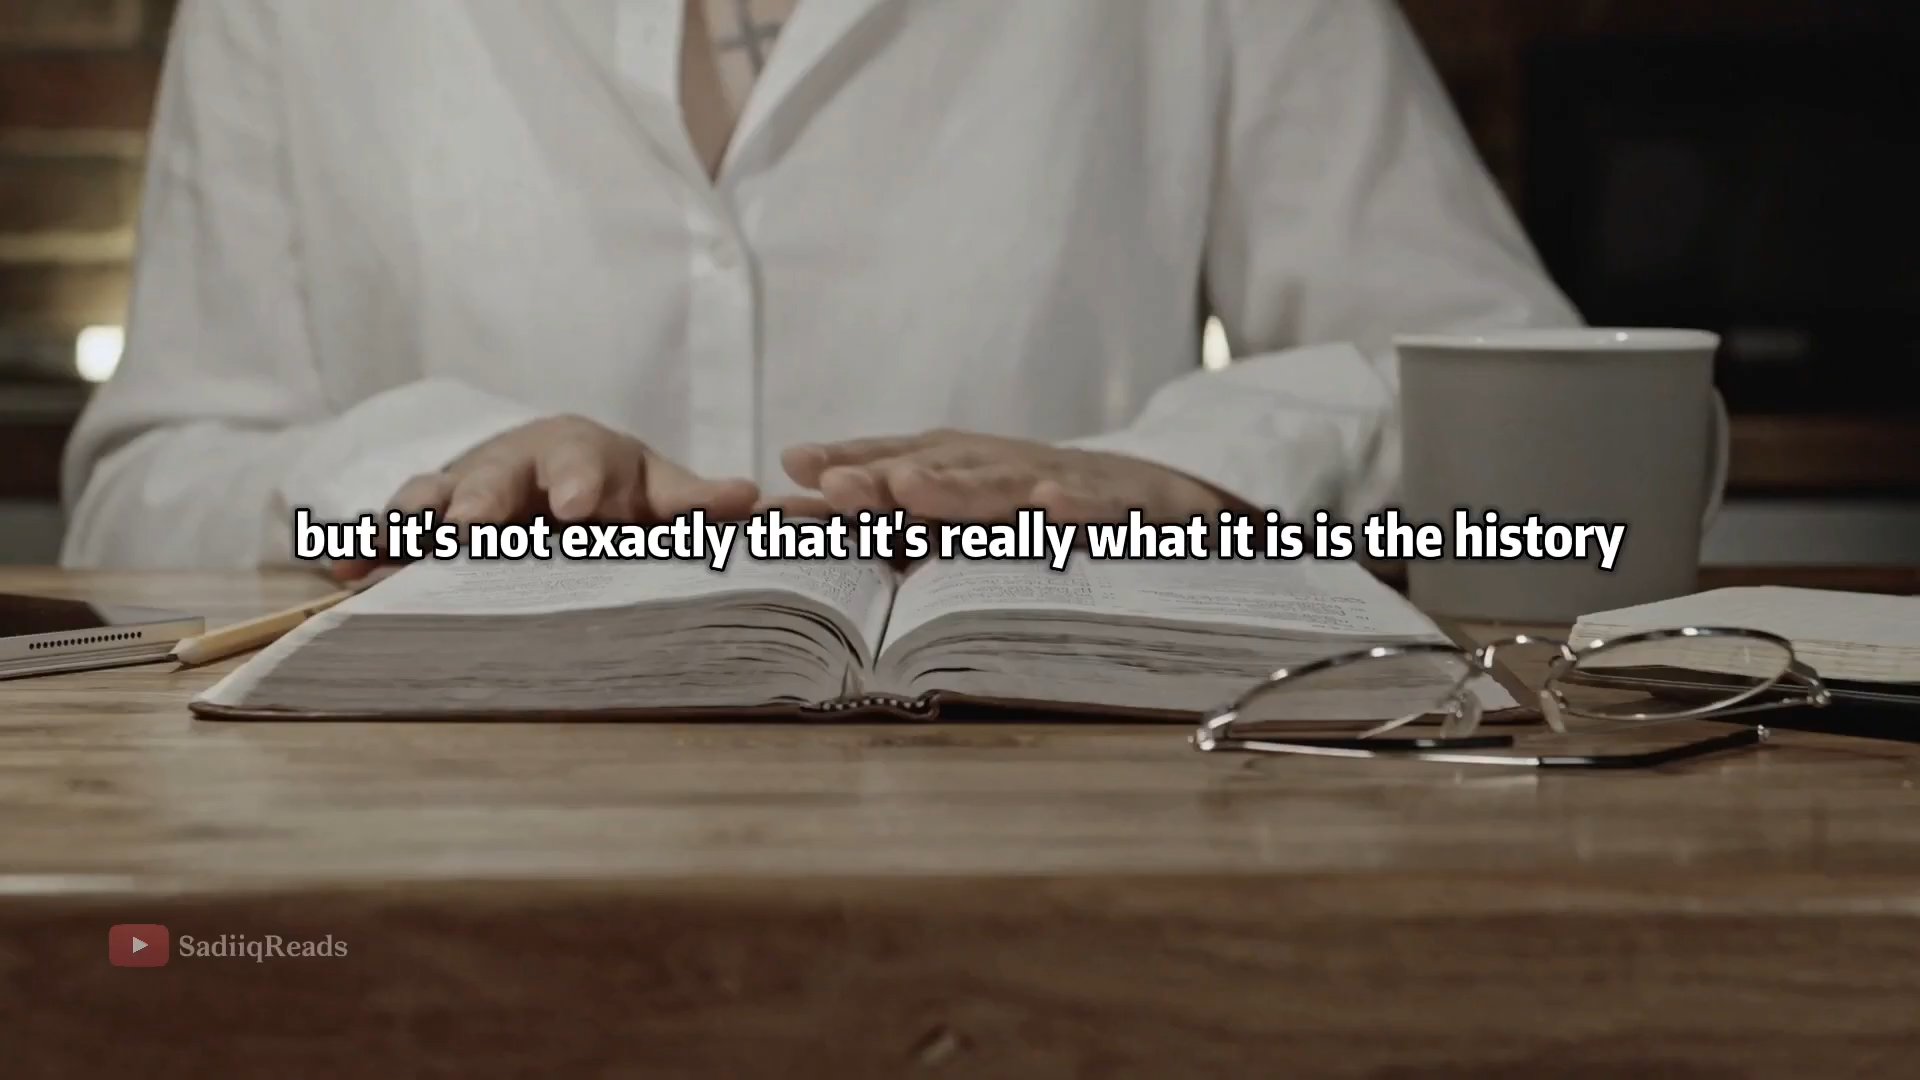 but it's not exactly that it's really what it is is the history
SadiiqReads